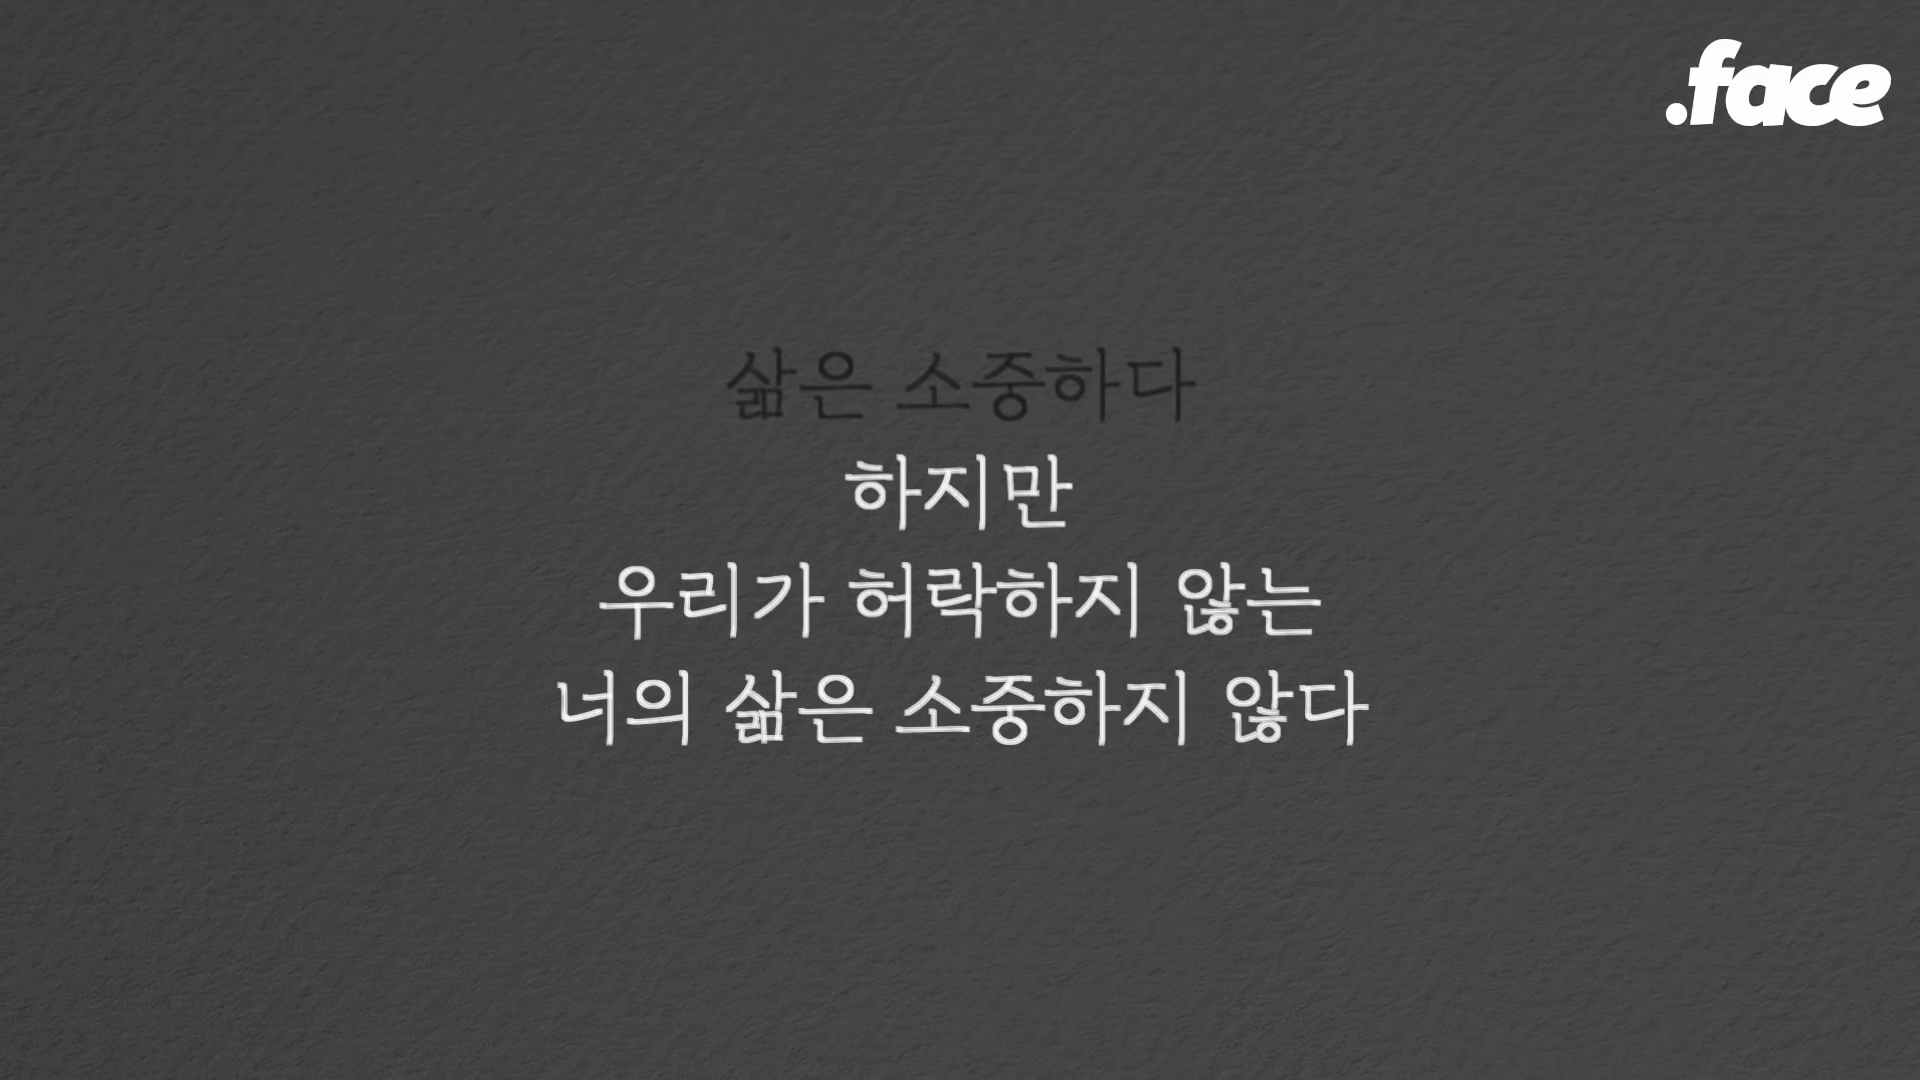 .face
삶은 소중하다
하지만
우리가 허락하지 않는
너의 삶은 소중하지 않다